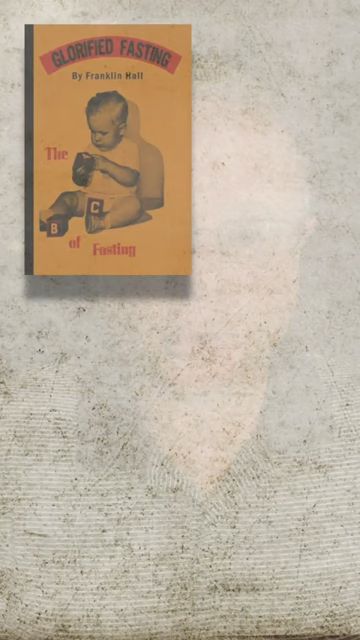 GLORIFIED FASTING
By Franklin Hall
The
C
B
of
Fasting